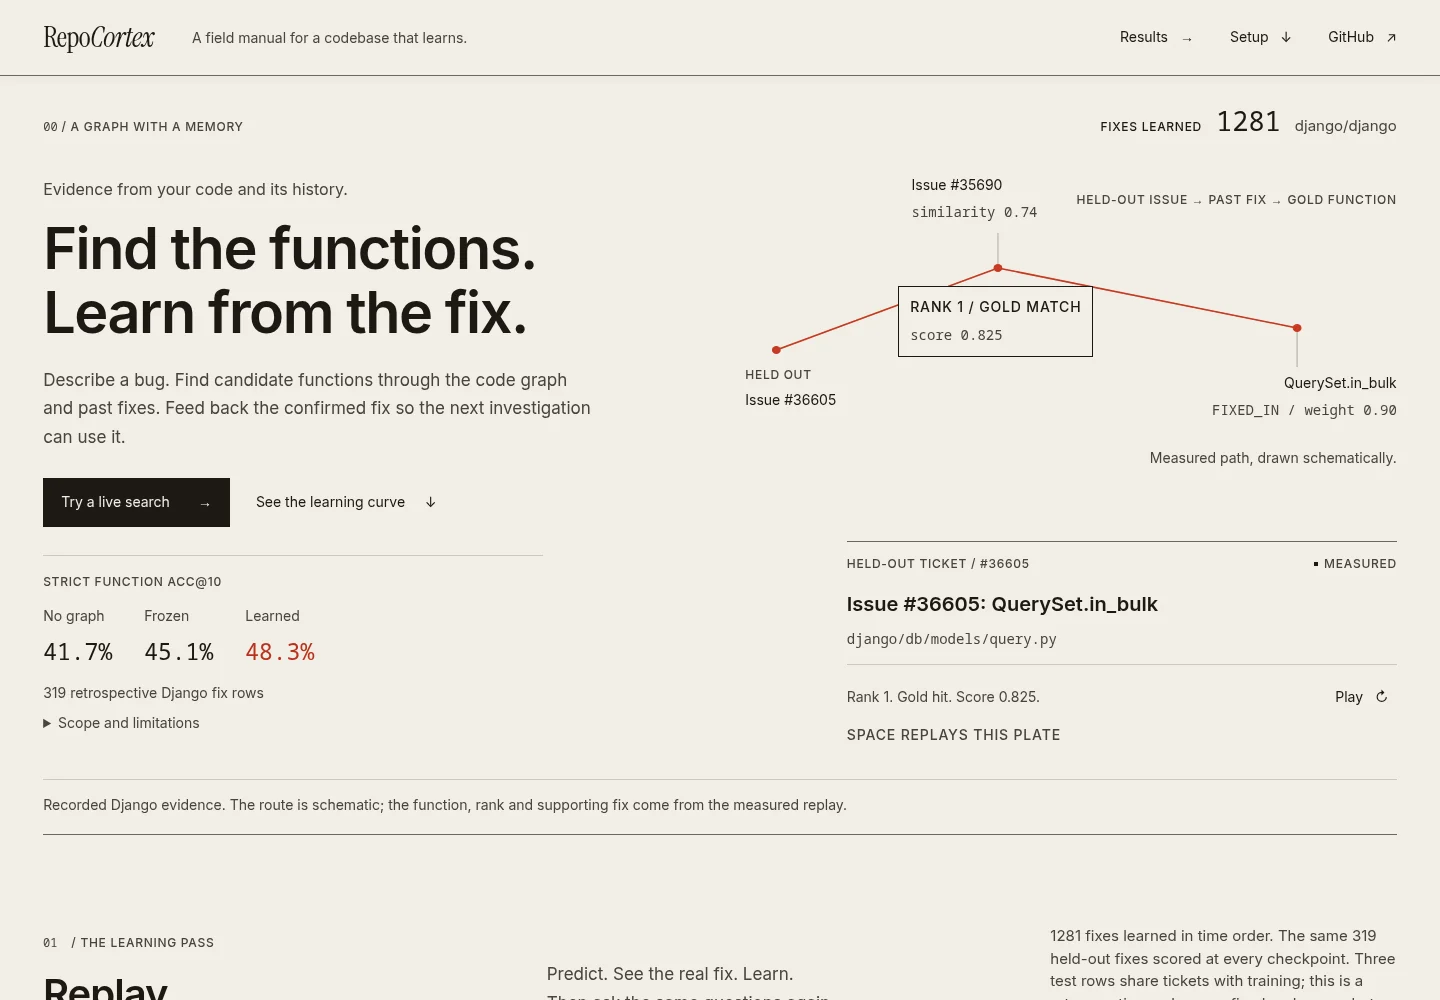 RepoCortex
A field manual for a codebase that learns.
Results →
Setup ↓
GitHub ↗
00 / A GRAPH WITH A MEMORY
FIXES LEARNED 1281 django/django
Evidence from your code and its history.
Find the functions.
Learn from the fix.
Describe a bug. Find candidate functions through the code graph
and past fixes. Feed back the confirmed fix so the next investigation
can use it.
Try a live search →
See the learning curve ↓
STRICT FUNCTION ACC@10
No graph Frozen Learned
41.7% 45.1% 48.3%
319 retrospective Django fix rows
▶ Scope and limitations
Issue #35690
similarity 0.74
HELD-OUT ISSUE → PAST FIX → GOLD FUNCTION
RANK 1 / GOLD MATCH
score 0.825
HELD OUT
Issue #36605
QuerySet.in_bulk
FIXED_IN / weight 0.90
Measured path, drawn schematically.
HELD-OUT TICKET / #36605
▪ MEASURED
Issue #36605: QuerySet.in_bulk
django/db/models/query.py
Rank 1. Gold hit. Score 0.825.
Play ↻
SPACE REPLAYS THIS PLATE
Recorded Django evidence. The route is schematic; the function, rank and supporting fix come from the measured replay.
01 / THE LEARNING PASS
Replay
Predict. See the real fix. Learn.
Then ask the same questions again
1281 fixes learned in time order. The same 319
held-out fixes scored at every checkpoint. Three
test rows share tickets with training; this is a